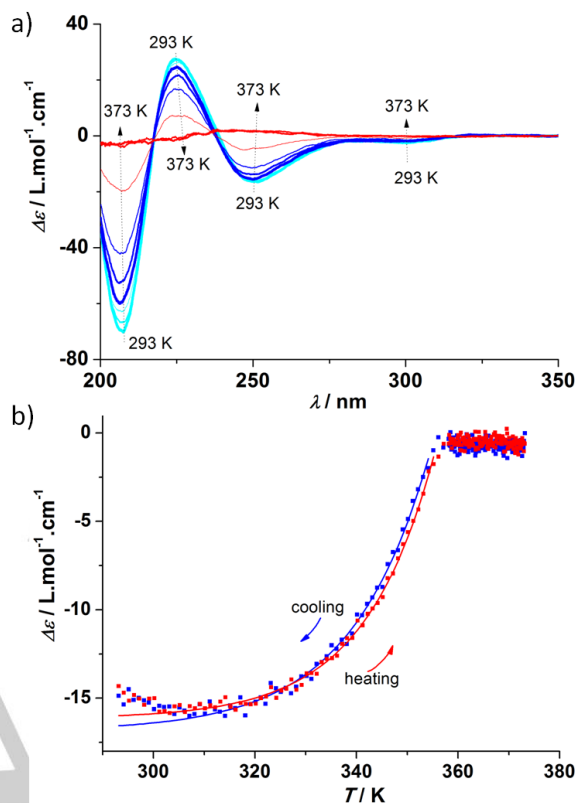 a)
40
0
-40
-80
Δε / L.mol⁻¹.cm⁻¹
293 K
373 K
373 K
373 K
373 K
293 K
293 K
293 K
200
250
300
350
λ / nm
b)
0
-5
-10
-15
Δε / L.mol⁻¹.cm⁻¹
cooling
heating
300
320
340
360
380
T / K